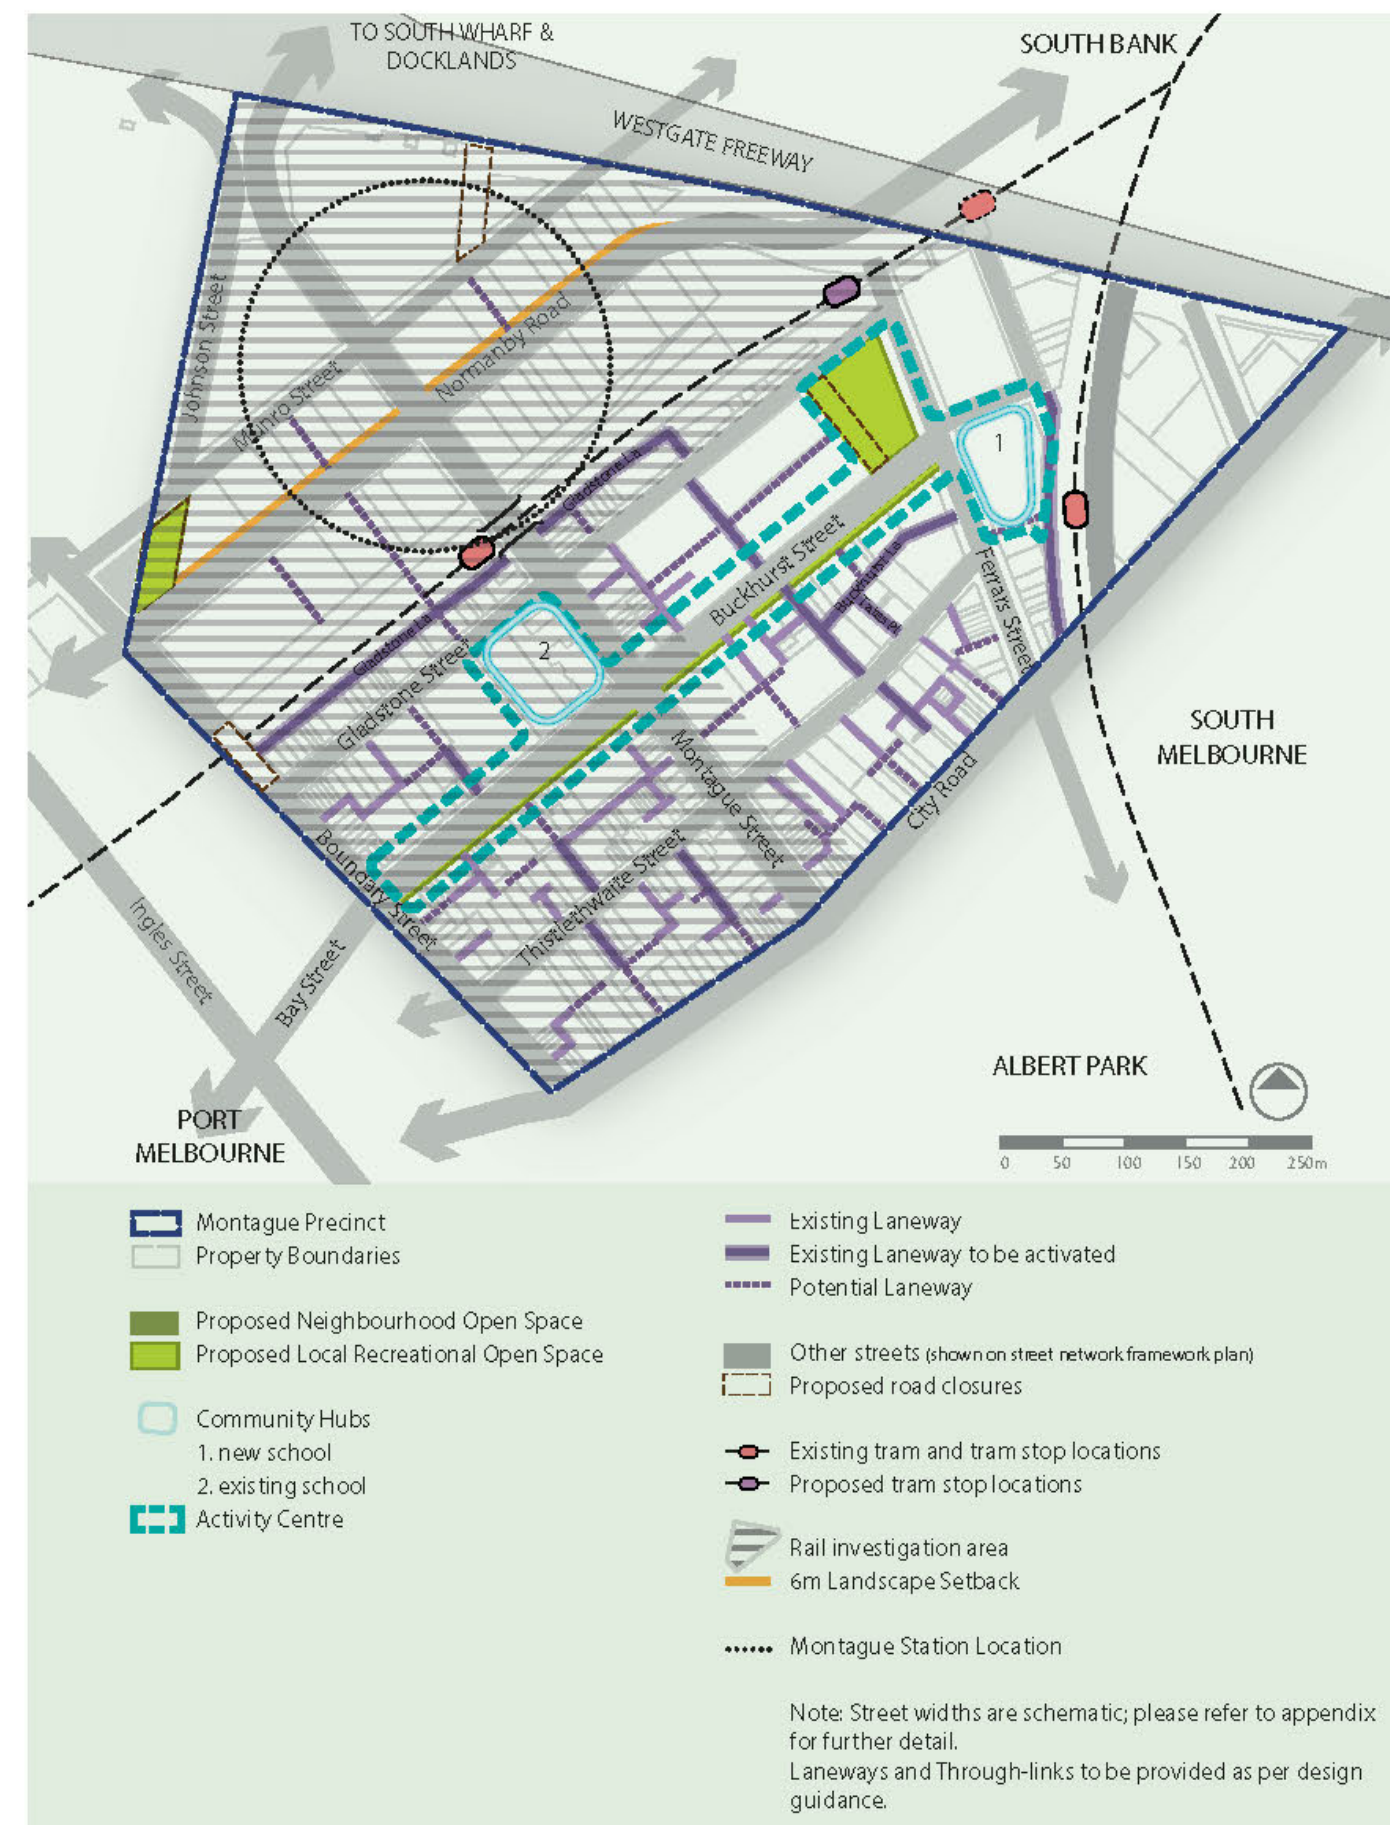 TO SOUTH WHARF &
DOCKLANDS
SOUTH BANK
WESTGATE FREEWAY
Johnson Street
Munro Street
Normanby Road
Gladstone La
1
Buckhurst Street
Buckhurst La
Tates Pl
Ferrars Street
Gladstone La
Gladstone Street
2
Montague Street
City Road
SOUTH
MELBOURNE
Boundary Street
Thistlethwaite Street
Ingles Street
Bay Street
ALBERT PARK
PORT
MELBOURNE
0 50 100 150 200 250m
Montague Precinct
Property Boundaries
Proposed Neighbourhood Open Space
Proposed Local Recreational Open Space
Community Hubs
1. new school
2. existing school
Activity Centre
Existing Laneway
Existing Laneway to be activated
Potential Laneway
Other streets (shown on street network framework plan)
Proposed road closures
Existing tram and tram stop locations
Proposed tram stop locations
Rail investigation area
6m Landscape Setback
Montague Station Location
Note: Street widths are schematic; please refer to appendix
for further detail.
Laneways and Through-links to be provided as per design
guidance.